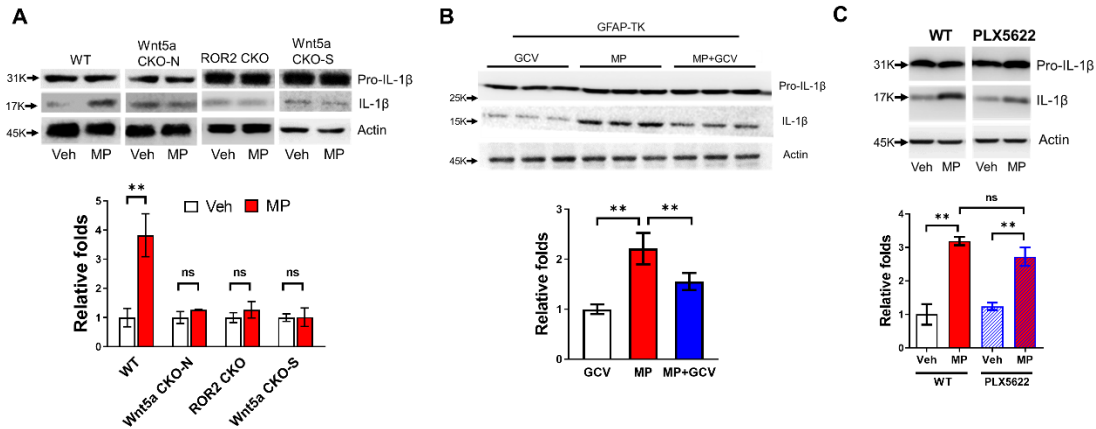 A
WT
Wnt5a
CKO-N
ROR2 CKO
Wnt5a
CKO-S
31K
Pro-IL-1β
17K
IL-1β
45K
Actin
Veh MP Veh MP Veh MP Veh MP
Relative folds
5
4
3
2
1
0
Veh
MP
**
ns
ns
ns
WT
Wnt5a CKO-N
ROR2 CKO
Wnt5a CKO-S
B
GFAP-TK
GCV MP MP+GCV
Pro-IL-1β
25K
15K
IL-1β
45K
Actin
Relative folds
3
2
1
0
** **
GCV MP MP+GCV
C
WT PLX5622
31K
Pro-IL-1β
17K
IL-1β
45K
Actin
Veh MP Veh MP
Relative folds
4
3
2
1
0
ns
** **
Veh MP Veh MP
WT PLX5622